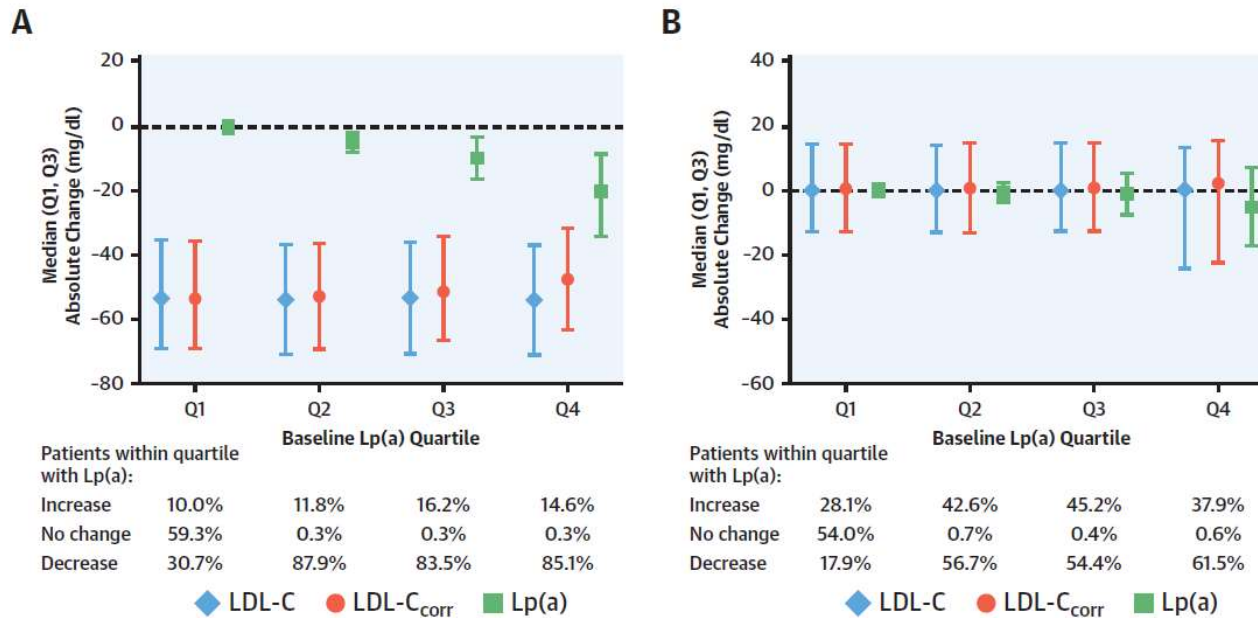 A
Median (Q1, Q3)
Absolute Change (mg/dl)
20
0
-20
-40
-60
-80
Q1 Q2 Q3 Q4
Baseline Lp(a) Quartile
Patients within quartile
with Lp(a):
Increase 10.0% 11.8% 16.2% 14.6%
No change 59.3% 0.3% 0.3% 0.3%
Decrease 30.7% 87.9% 83.5% 85.1%
B
Median (Q1, Q3)
Absolute Change (mg/dl)
40
20
0
-20
-40
-60
Q1 Q2 Q3 Q4
Baseline Lp(a) Quartile
Patients within quartile
with Lp(a):
Increase 28.1% 42.6% 45.2% 37.9%
No change 54.0% 0.7% 0.4% 0.6%
Decrease 17.9% 56.7% 54.4% 61.5%
LDL-C LDL-Ccorr Lp(a)
LDL-C LDL-Ccorr Lp(a)